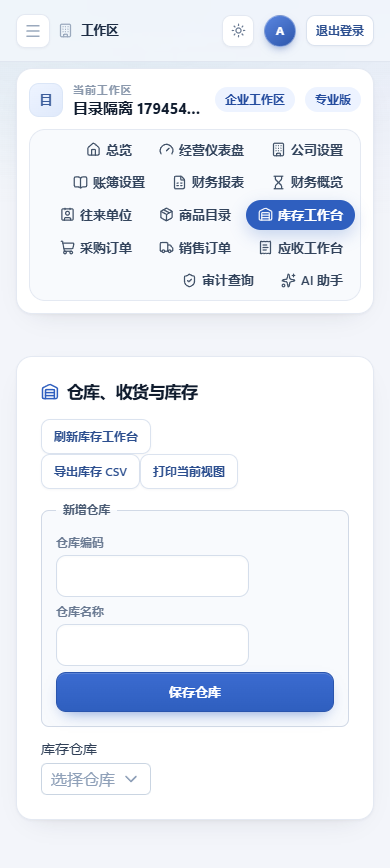 工作区
A
退出登录
目
当前工作区
目录隔离 179454...
企业工作区
专业版
总览
经营仪表盘
公司设置
账簿设置
财务报表
财务概览
往来单位
商品目录
库存工作台
采购订单
销售订单
应收工作台
审计查询
AI 助手
仓库、收货与库存
刷新库存工作台
导出库存 CSV
打印当前视图
新增仓库
仓库编码
仓库名称
保存仓库
库存仓库
选择仓库